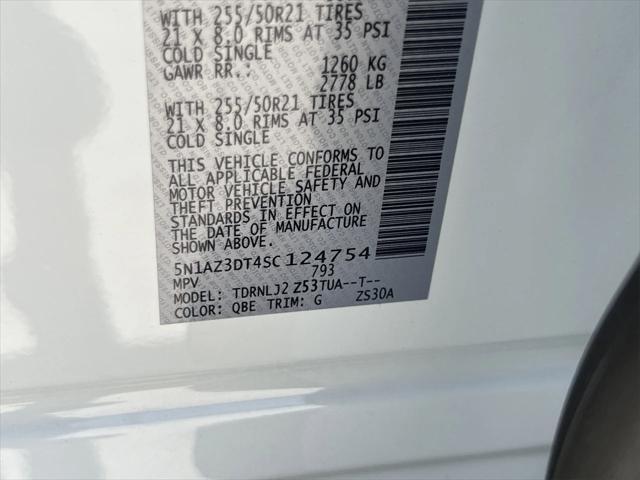 WITH 255/50R21 TIRES
21 X 8.0 RIMS AT 35 PSI
COLD SINGLE
GAWR RR.: 1260 KG
2778 LB
WITH 255/50R21 TIRES
21 X 8.0 RIMS AT 35 PSI
COLD SINGLE
THIS VEHICLE CONFORMS TO
ALL APPLICABLE FEDERAL
MOTOR VEHICLE SAFETY AND
THEFT PREVENTION
STANDARDS IN EFFECT ON
THE DATE OF MANUFACTURE
SHOWN ABOVE.
5N1AZ3DT4SC124754
MPV 793
MODEL: TDRNLJ2 Z53TUA--T--
COLOR: QBE TRIM: G ZS30A